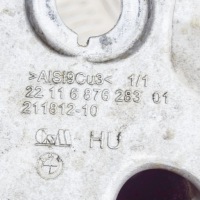 >AlSi9Cu3< 1/1
22 11 6 876 283 01
211812-10
HU